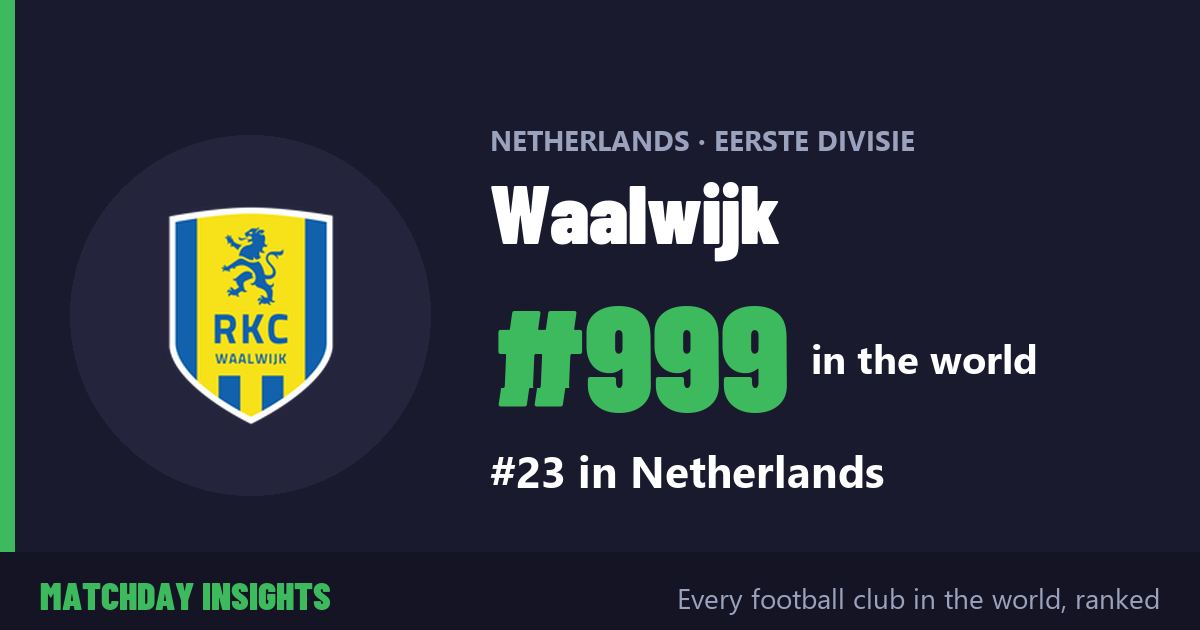 NETHERLANDS · EERSTE DIVISIE
Waalwijk
RKC
WAALWIJK
#999 in the world
#23 in Netherlands
MATCHDAY INSIGHTS
Every football club in the world, ranked